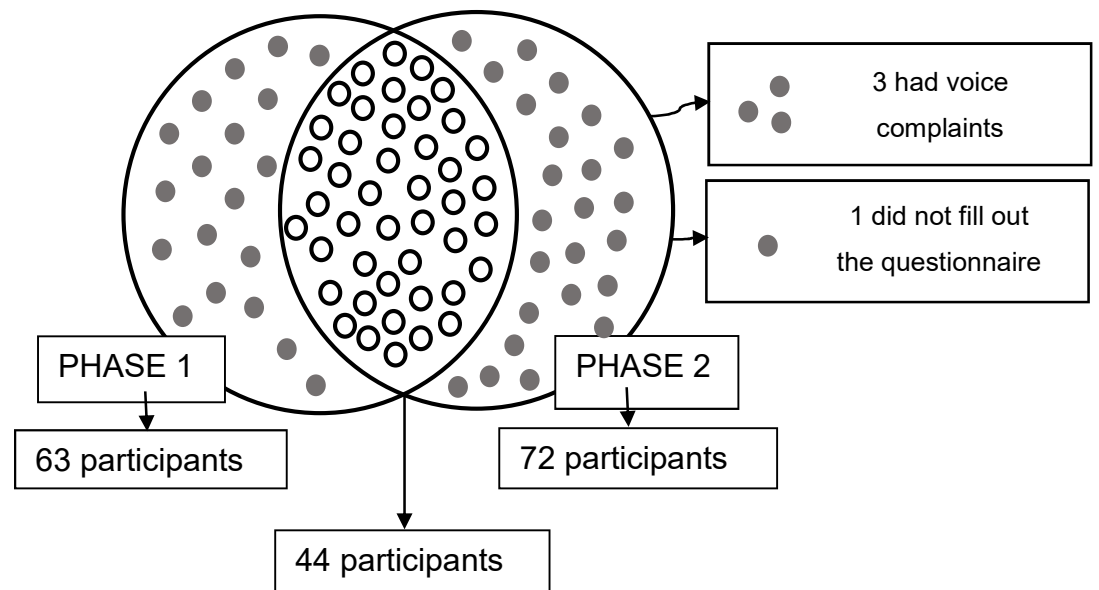 3 had voice
complaints
1 did not fill out
the questionnaire
PHASE 1
PHASE 2
63 participants
72 participants
44 participants